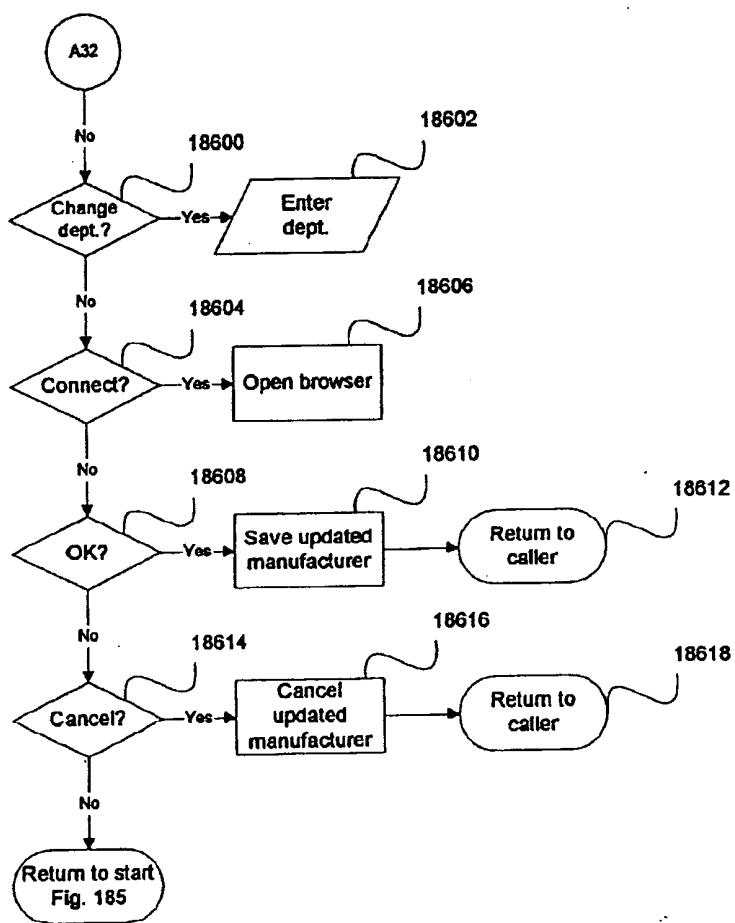 A32
No
18600
18602
Change
dept.?
Yes
Enter
dept.
No
18604
18606
Connect?
Yes
Open browser
No
18608
18610
18612
OK?
Yes
Save updated
manufacturer
Return to
caller
No
18614
18616
18618
Cancel?
Yes
Cancel
updated
manufacturer
Return to
caller
No
Return to start
Fig. 185